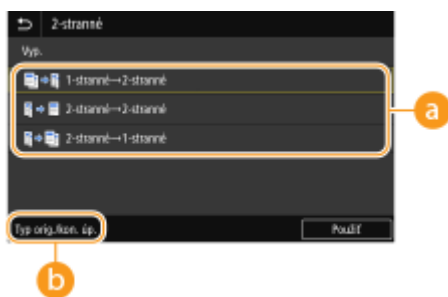 2-stranné
Vyp.
1-stranné→2-stranné
2-stranné→2-stranné
2-stranné→1-stranné
a
Typ orig./kon. úp.
Použiť
b